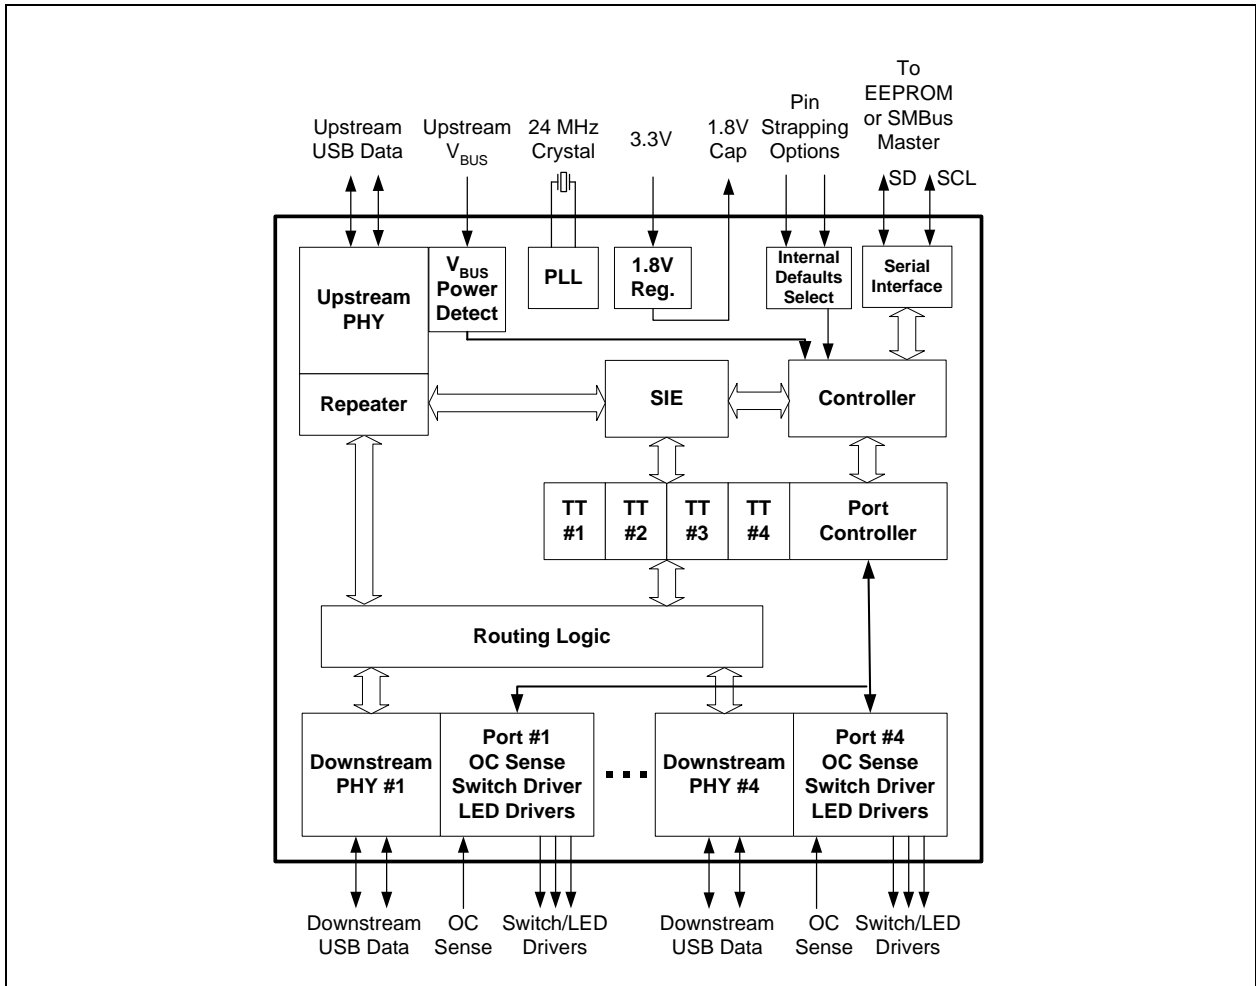 To
EEPROM
or SMBus
Master
Pin
Strapping
Options
Upstream
USB Data
Upstream
VBUS
24 MHz
Crystal
3.3V
1.8V
Cap
SD
SCL
Upstream
PHY
VBUS
Power
Detect
PLL
1.8V
Reg.
Internal
Defaults
Select
Serial
Interface
Repeater
SIE
Controller
TT
#1
TT
#2
TT
#3
TT
#4
Port
Controller
Routing Logic
Downstream
PHY #1
Port #1
OC Sense
Switch Driver
LED Drivers
Downstream
PHY #4
Port #4
OC Sense
Switch Driver
LED Drivers
Downstream
USB Data
OC
Sense
Switch/LED
Drivers
Downstream
USB Data
OC
Sense
Switch/LED
Drivers